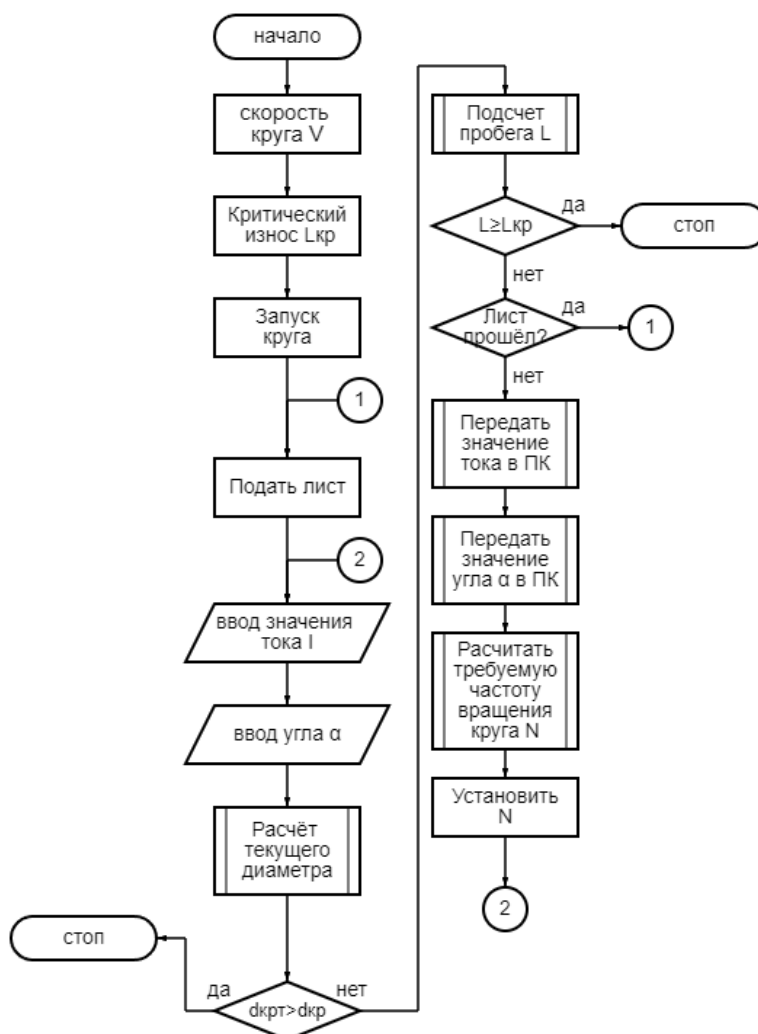 начало
скорость
круга V
Критический
износ Lкр
Запуск
круга
1
Подать лист
2
ввод значения
тока I
ввод угла α
Расчёт
текущего
диаметра
стоп
да
нет
dкрт>dкр
Подсчет
пробега L
да
L≥Lкр
стоп
нет
Лист
да
прошёл?
1
нет
Передать
значение
тока в ПК
Передать
значение
угла α в ПК
Расчитать
требуемую
частоту
вращения
круга N
Установить
N
2